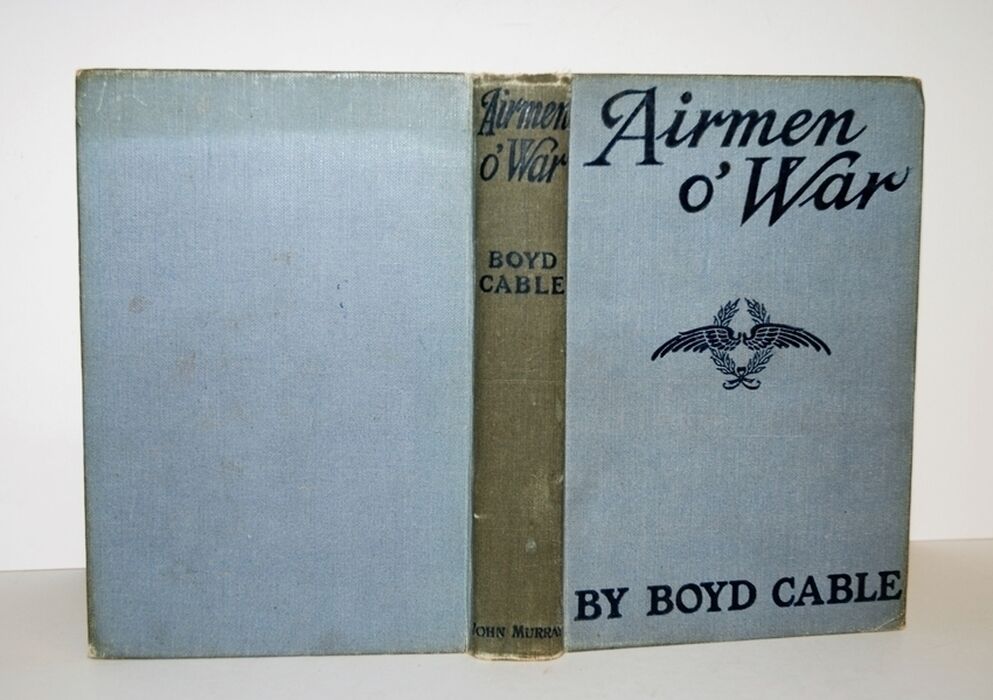 Airmen
o' War
BOYD
CABLE
JOHN MURRAY
Airmen
o' War
BY BOYD CABLE